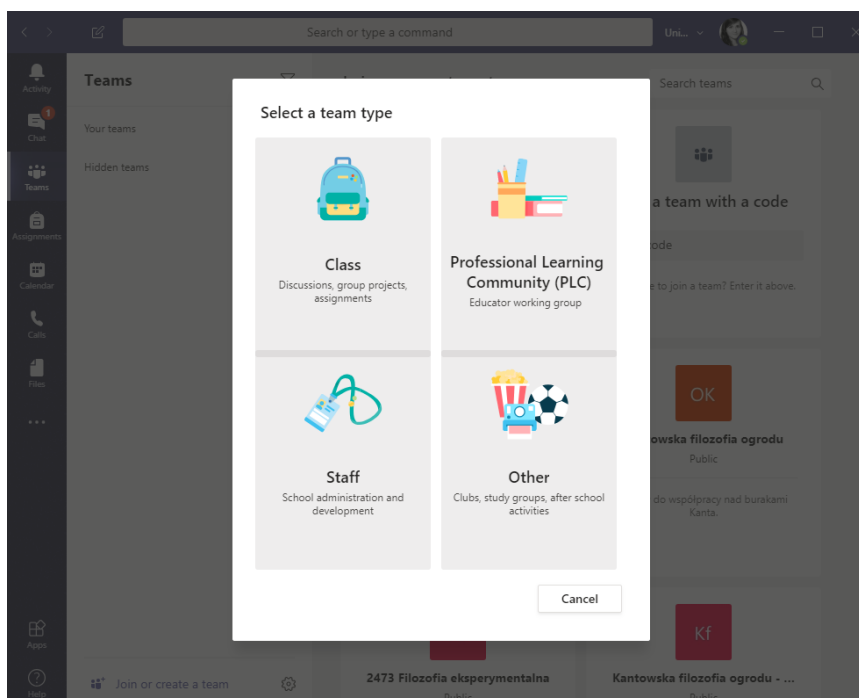 Search or type a command
Uni...
Activity
Teams
Search teams
1
Chat
Your teams
Hidden teams
Teams
Assignments
Calendar
Calls
Files
Select a team type
Class
Discussions, group projects,
assignments
Professional Learning
Community (PLC)
Educator working group
Staff
School administration and
development
Other
Clubs, study groups, after school
activities
Cancel
a team with a code
ode
e to join a team? Enter it above.
OK
owska filozofia ogrodu
Public
do współpracy nad burakami
Kanta.
Kf
Apps
Join or create a team
2473 Filozofia eksperymentalna
Public
Kantowska filozofia ogrodu - ...
Public
Help